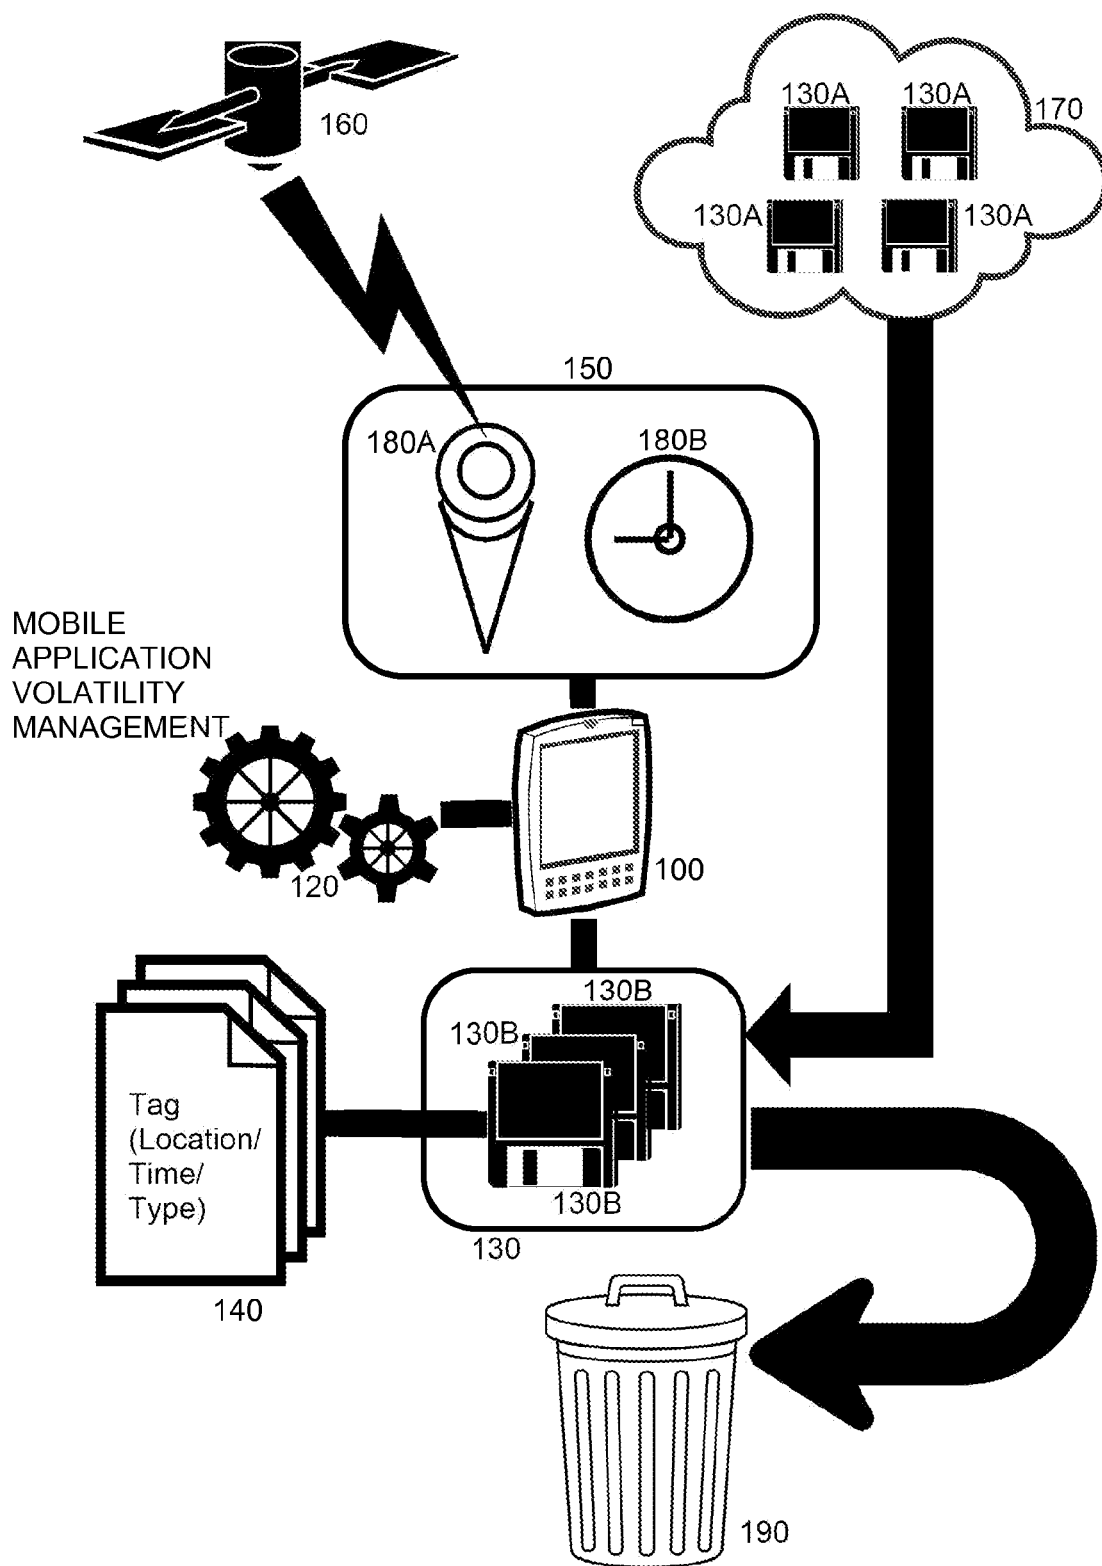 130A
130A
170
160
130A
130A
150
180A
180B
MOBILE
APPLICATION
VOLATILITY
MANAGEMENT
100
120
130B
130B
Tag
(Location/
Time/
Type)
130B
130
140
190